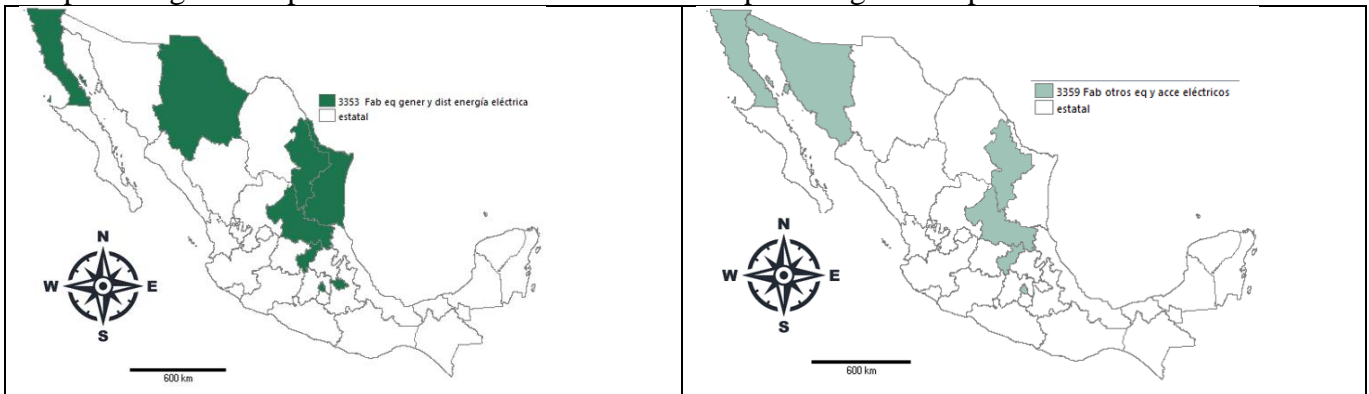 3353 Fab eq gener y dist energía eléctrica
estatal
N
W E
S
600 km
3359 Fab otros eq y acce eléctricos
estatal
N
W E
S
600 km